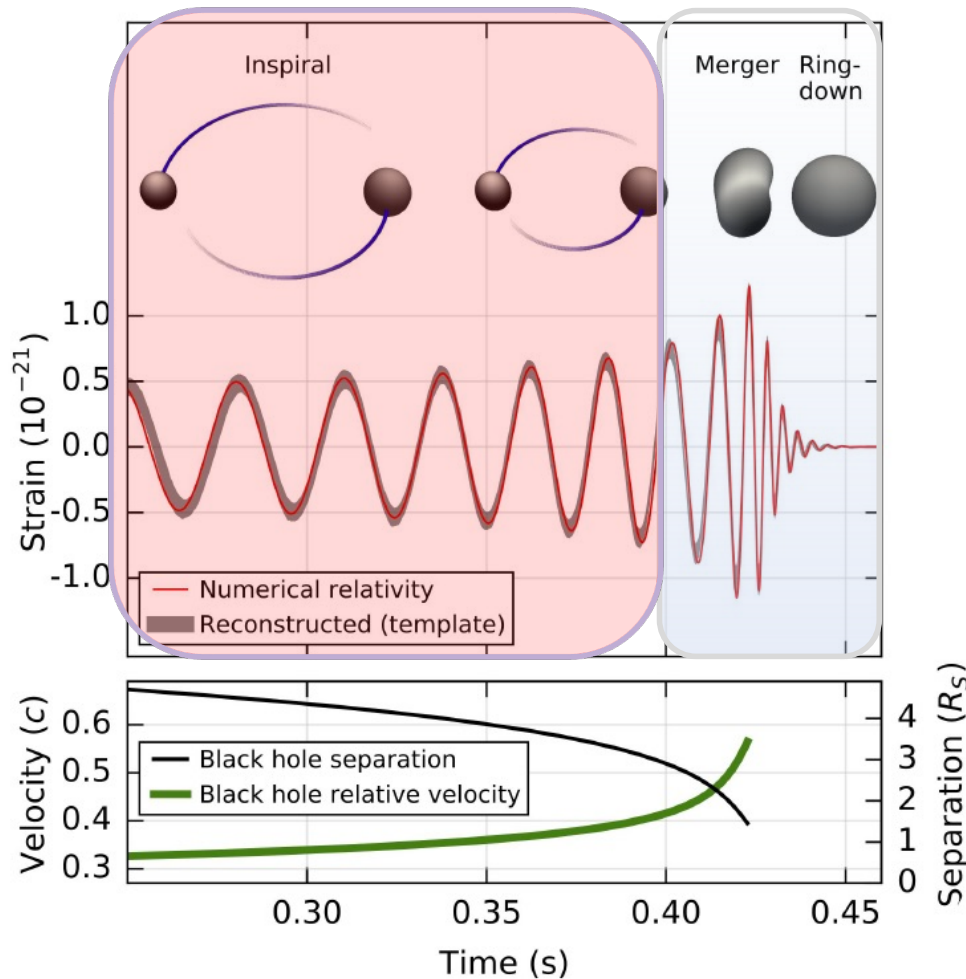 Inspiral
Merger
Ring-
down
Strain (10⁻²¹)
1.0
0.5
0.0
-0.5
-1.0
Numerical relativity
Reconstructed (template)
Velocity (c)
0.6
0.5
0.4
0.3
Black hole separation
Black hole relative velocity
4
3
2
1
0
Separation (R_S)
0.30 0.35 0.40 0.45
Time (s)